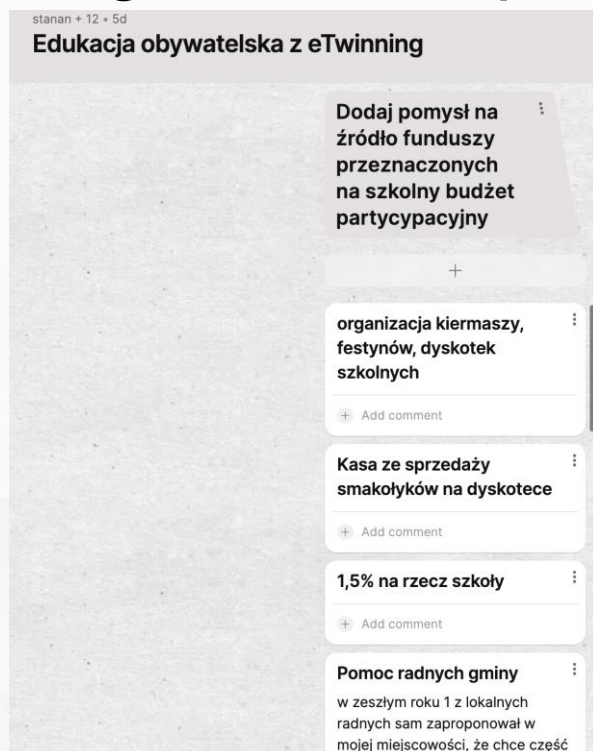 stanan + 12 • 5d
Edukacja obywatelska z eTwinning
Dodaj pomysł na
źródło funduszy
przeznaczonych
na szkolny budżet
partycypacyjny
+
organizacja kiermaszy,
festynów, dyskotek
szkolnych
+ Add comment
Kasa ze sprzedaży
smakołyków na dyskotece
+ Add comment
1,5% na rzecz szkoły
+ Add comment
Pomoc radnych gminy
w zeszłym roku 1 z lokalnych
radnych sam zaproponował w
mojej miejscowości, że chce część